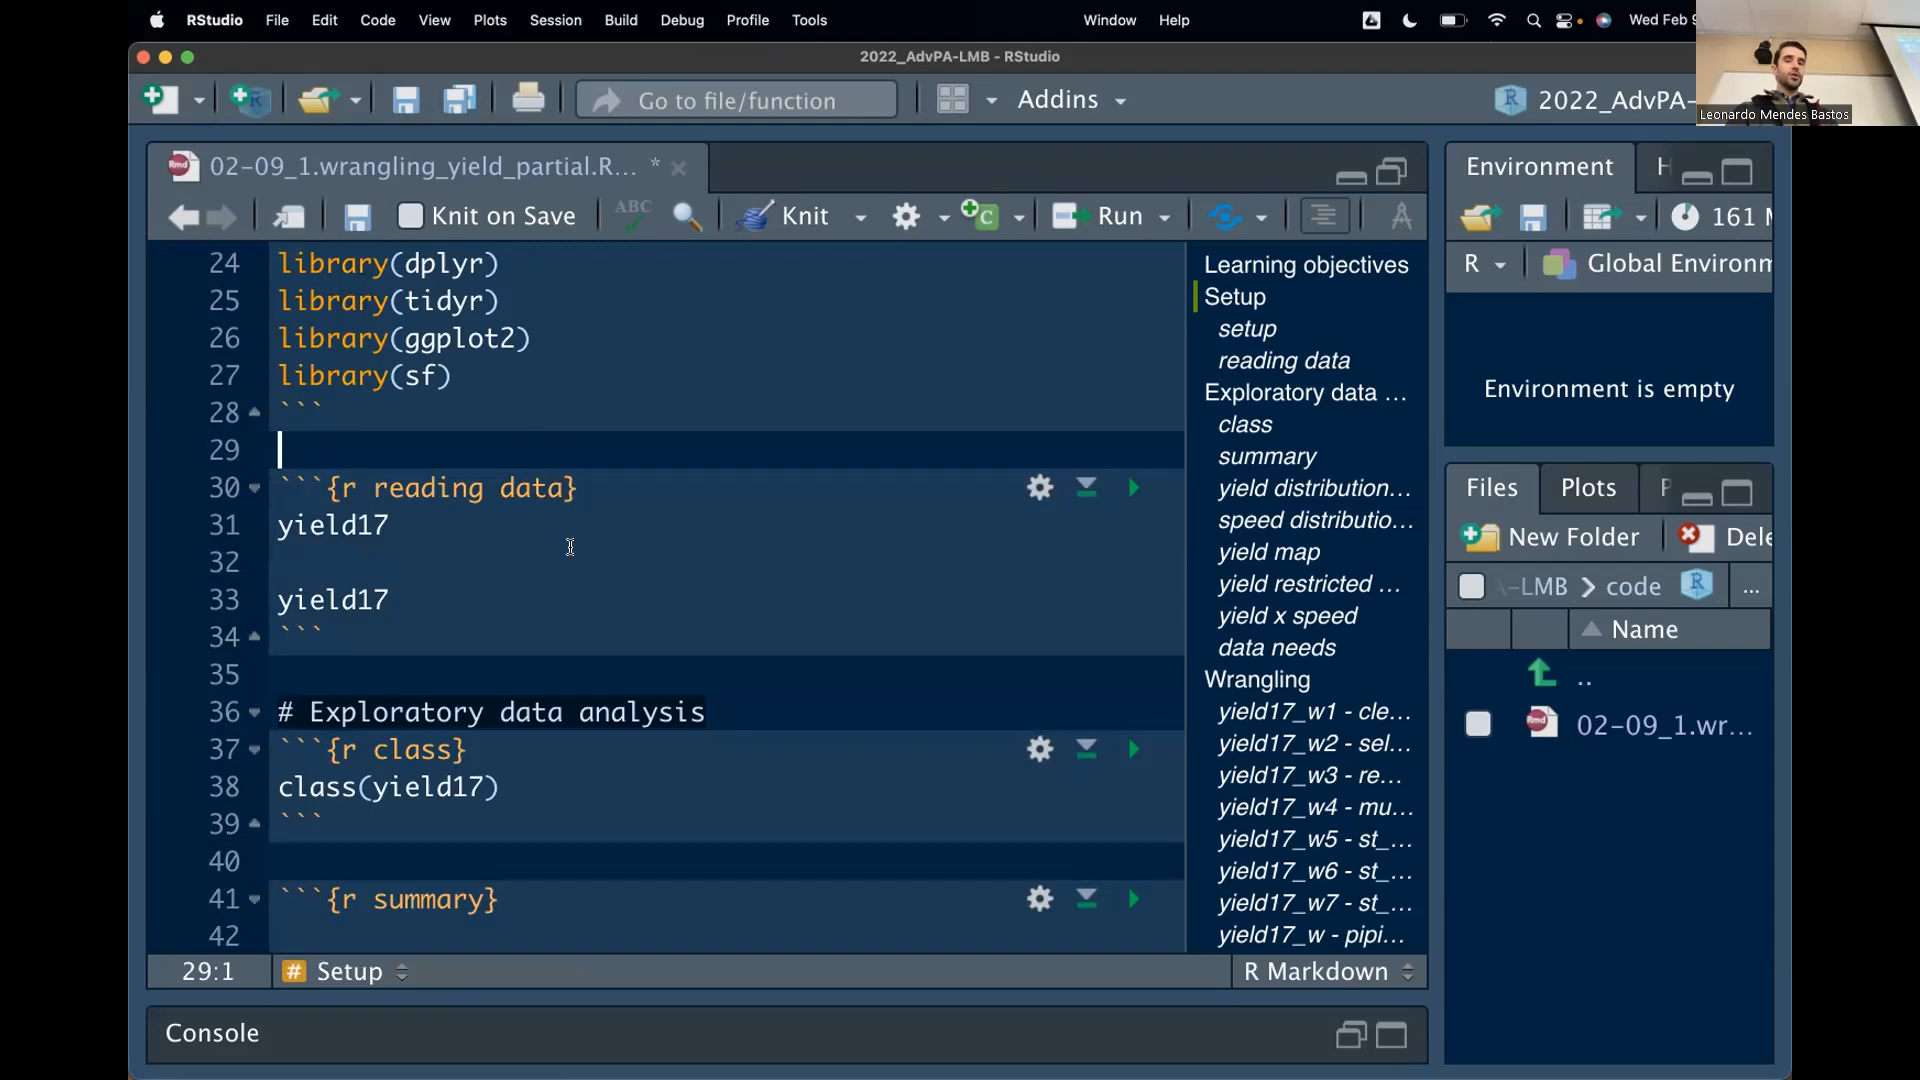 RStudio File Edit Code View Plots Session Build Debug Profile Tools Window Help Wed Feb 9
2022_AdvPA-LMB - RStudio
Go to file/function
Addins
2022_AdvPA-
Leonardo Mendes Bastos
02-09_1.wrangling_yield_partial.R... *
Knit on Save
ABC
Knit
Run
24 library(dplyr)
25 library(tidyr)
26 library(ggplot2)
27 library(sf)
28 ```
29
30 ```{r reading data}
31 yield17
32
33 yield17
34 ```
35
36 # Exploratory data analysis
37 ```{r class}
38 class(yield17)
39 ```
40
41 ```{r summary}
42
29:1 # Setup
R Markdown
Console
Learning objectives
Setup
setup
reading data
Exploratory data ...
class
summary
yield distribution...
speed distributio...
yield map
yield restricted ...
yield x speed
data needs
Wrangling
yield17_w1 - cle...
yield17_w2 - sel...
yield17_w3 - re...
yield17_w4 - mu...
yield17_w5 - st_...
yield17_w6 - st_...
yield17_w7 - st_...
yield17_w - pipi...
Environment H
161 M
R Global Environm
Environment is empty
Files Plots P
New Folder Dele
-LMB > code ...
Name
..
02-09_1.wr...